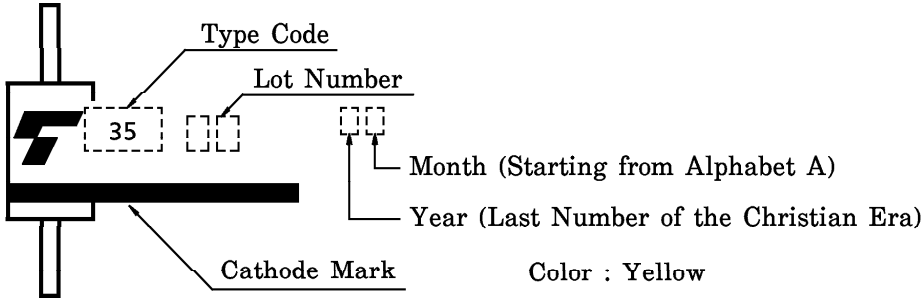 Type Code
Lot Number
35
Month (Starting from Alphabet A)
Year (Last Number of the Christian Era)
Cathode Mark
Color : Yellow